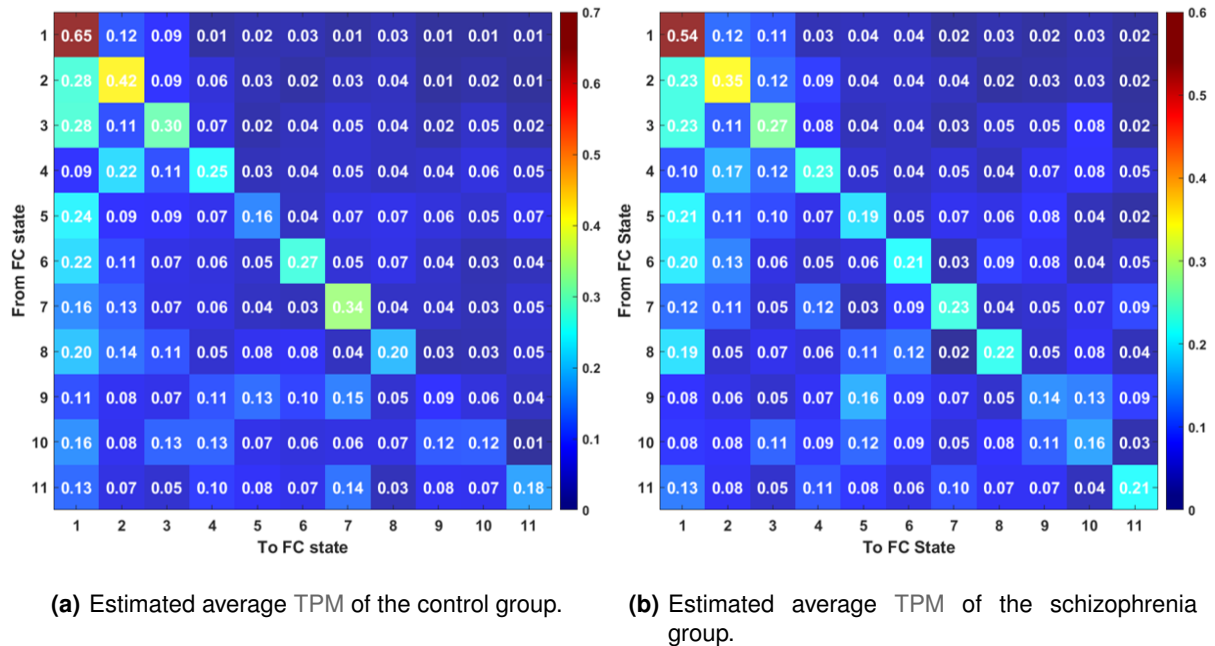 1 0.65 0.12 0.09 0.01 0.02 0.03 0.01 0.03 0.01 0.01 0.01
2 0.28 0.42 0.09 0.06 0.03 0.02 0.03 0.04 0.01 0.02 0.01
3 0.28 0.11 0.30 0.07 0.02 0.04 0.05 0.04 0.02 0.05 0.02
4 0.09 0.22 0.11 0.25 0.03 0.04 0.05 0.04 0.04 0.06 0.05
5 0.24 0.09 0.09 0.07 0.16 0.04 0.07 0.07 0.06 0.05 0.07
6 0.22 0.11 0.07 0.06 0.05 0.27 0.05 0.07 0.04 0.03 0.04
7 0.16 0.13 0.07 0.06 0.04 0.03 0.34 0.04 0.04 0.03 0.05
8 0.20 0.14 0.11 0.05 0.08 0.08 0.04 0.20 0.03 0.03 0.05
9 0.11 0.08 0.07 0.11 0.13 0.10 0.15 0.05 0.09 0.06 0.04
10 0.16 0.08 0.13 0.13 0.07 0.06 0.06 0.07 0.12 0.12 0.01
11 0.13 0.07 0.05 0.10 0.08 0.07 0.14 0.03 0.08 0.07 0.18
1 2 3 4 5 6 7 8 9 10 11
From FC state
To FC state
0.7
0.6
0.5
0.4
0.3
0.2
0.1
0
(a) Estimated average TPM of the control group.
1 0.54 0.12 0.11 0.03 0.04 0.04 0.02 0.03 0.02 0.03 0.02
2 0.23 0.35 0.12 0.09 0.04 0.04 0.04 0.02 0.03 0.03 0.02
3 0.23 0.11 0.27 0.08 0.04 0.04 0.03 0.05 0.05 0.08 0.02
4 0.10 0.17 0.12 0.23 0.05 0.04 0.05 0.04 0.07 0.08 0.05
5 0.21 0.11 0.10 0.07 0.19 0.05 0.07 0.06 0.08 0.04 0.02
6 0.20 0.13 0.06 0.05 0.06 0.21 0.03 0.09 0.08 0.04 0.05
7 0.12 0.11 0.05 0.12 0.03 0.09 0.23 0.04 0.05 0.07 0.09
8 0.19 0.05 0.07 0.06 0.11 0.12 0.02 0.22 0.05 0.08 0.04
9 0.08 0.06 0.05 0.08 0.16 0.09 0.07 0.05 0.14 0.13 0.09
10 0.08 0.08 0.11 0.09 0.12 0.09 0.05 0.08 0.11 0.16 0.03
11 0.13 0.08 0.05 0.11 0.08 0.06 0.10 0.07 0.07 0.04 0.21
1 2 3 4 5 6 7 8 9 10 11
From FC State
To FC State
0.6
0.5
0.4
0.3
0.2
0.1
0
(b) Estimated average TPM of the schizophrenia
group.